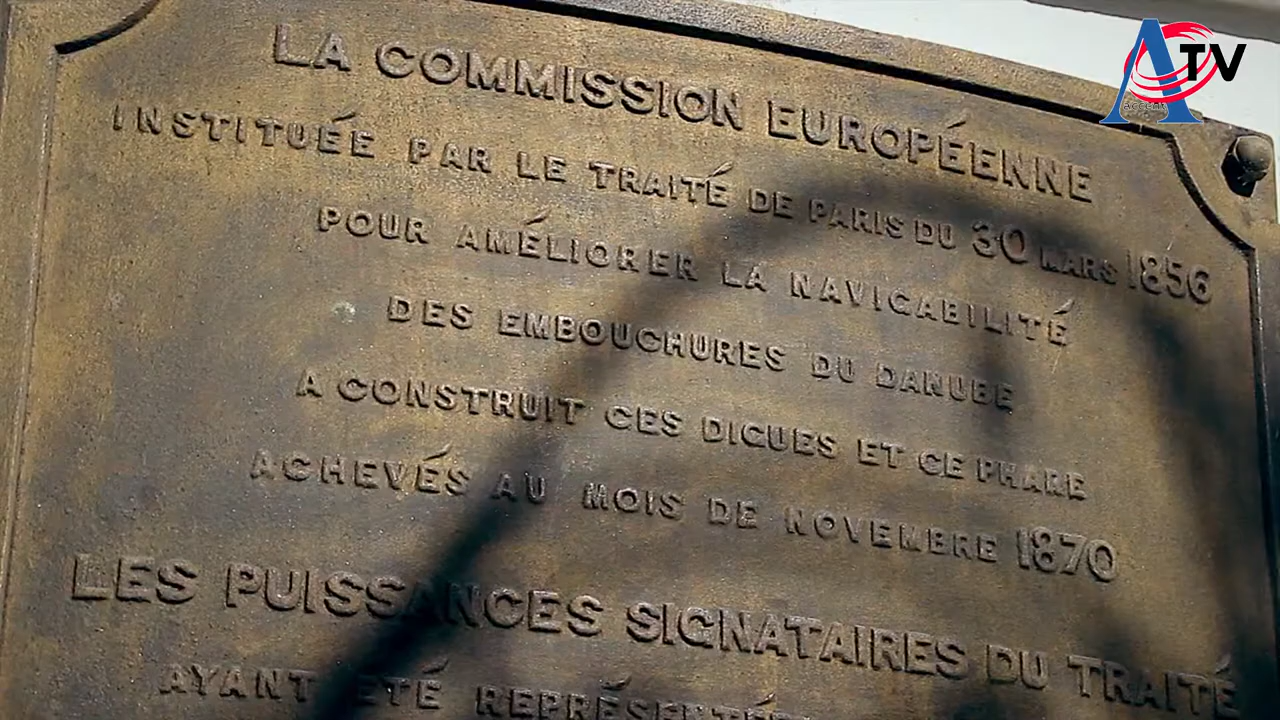 LA COMMISSION EUROPÉENNE
INSTITUÉE PAR LE TRAITÉ DE PARIS DU 30 MARS 1856
POUR AMÉLIORER LA NAVIGABILITÉ
DES EMBOUCHURES DU DANUBE
A CONSTRUIT CES DIGUES ET CE PHARE
ACHEVÉS AU MOIS DE NOVEMBRE 1870
LES PUISSANCES SIGNATAIRES DU TRAITÉ
AYANT ÉTÉ
ATV
accent